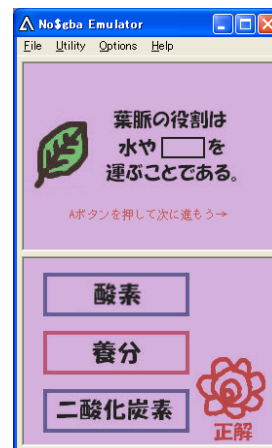 No$gba Emulator
File Utility Options Help
葉脈の役割は
水や を
運ぶことである。
Aボタンを押して次に進もう→
酸素
養分
二酸化炭素
正解